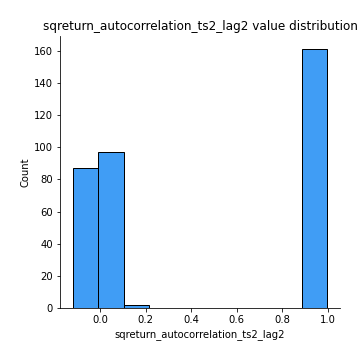 sqreturn_autocorrelation_ts2_lag2 value distribution
160
140
120
100
80
60
40
20
0
Count
0.0 0.2 0.4 0.6 0.8 1.0
sqreturn_autocorrelation_ts2_lag2